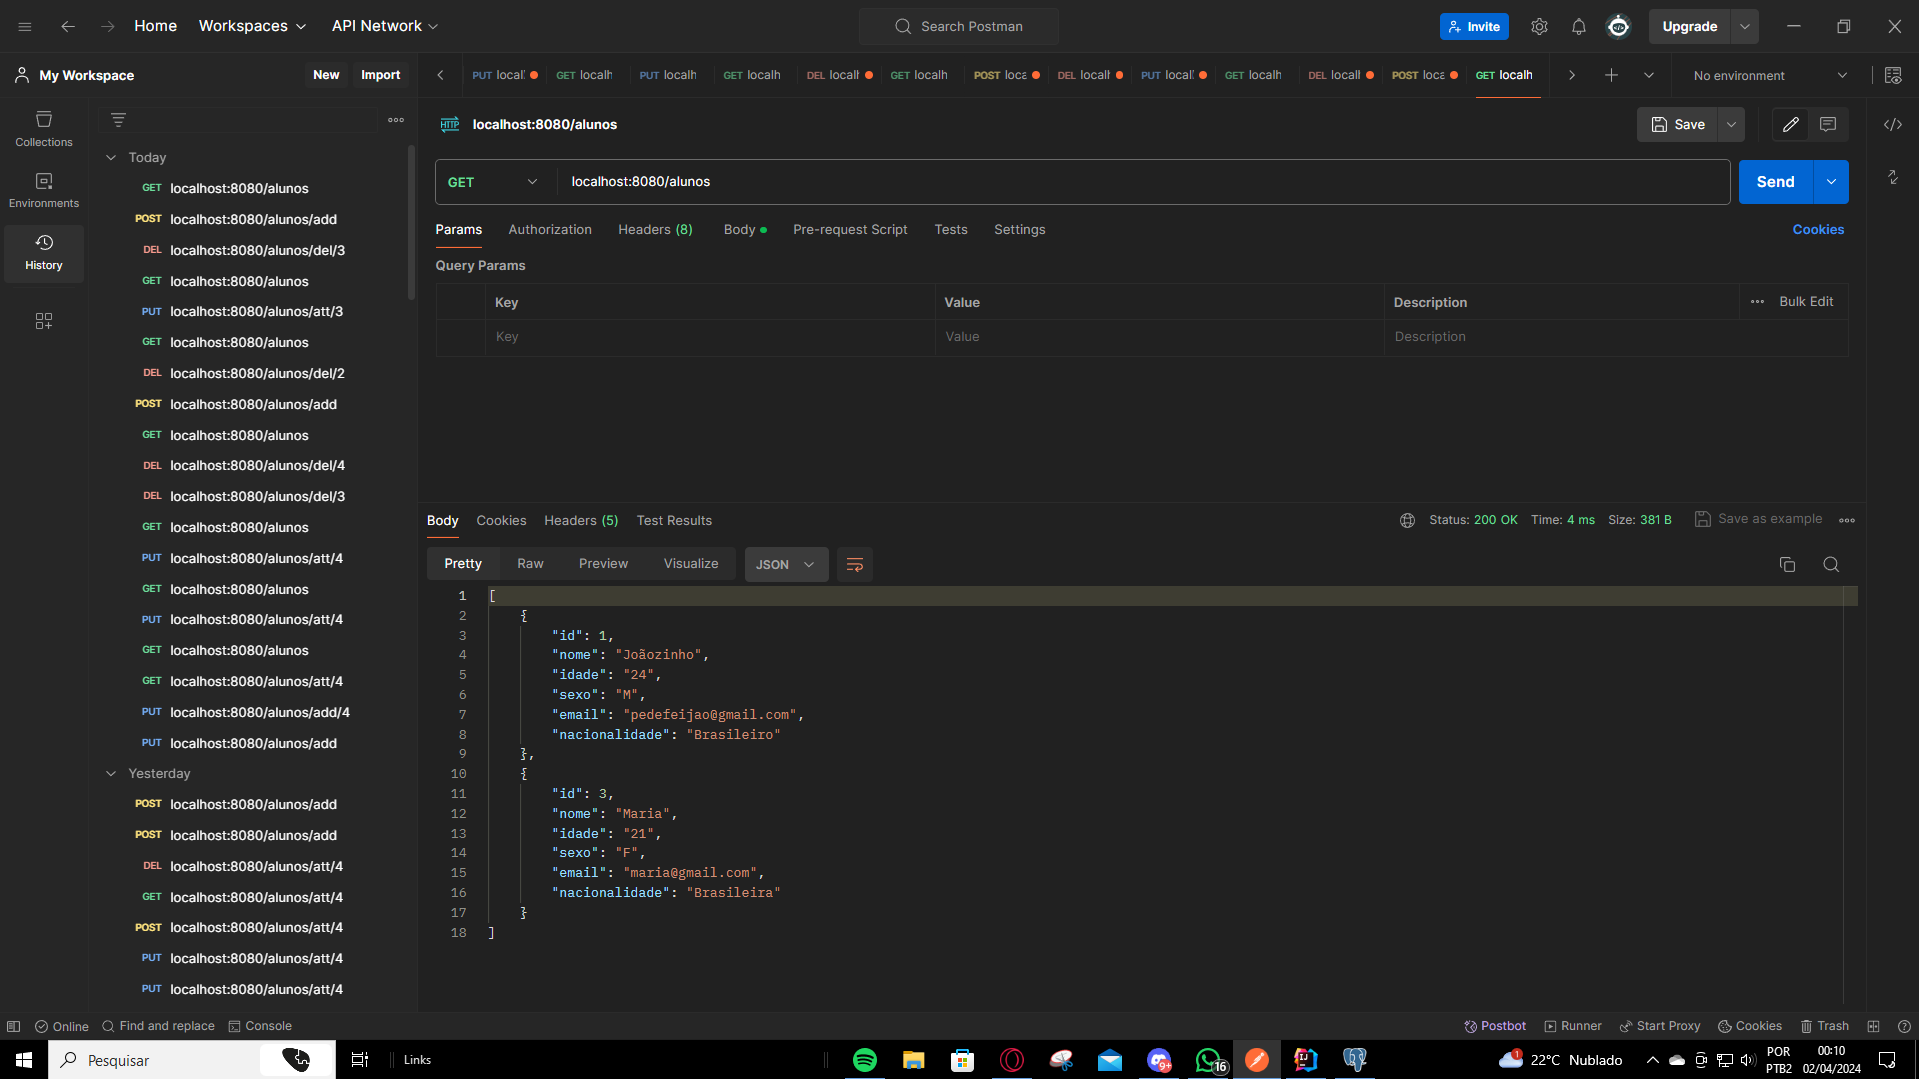 Home Workspaces API Network Search Postman Invite Upgrade
My Workspace New Import PUT local GET localh PUT localh GET localh DEL localh GET localh POST loca DEL localh PUT local GET localh DEL locall POST loca GET localh No environment
Collections
Environments
History
Today
GET localhost:8080/alunos
POST localhost:8080/alunos/add
DEL localhost:8080/alunos/del/3
GET localhost:8080/alunos
PUT localhost:8080/alunos/att/3
GET localhost:8080/alunos
DEL localhost:8080/alunos/del/2
POST localhost:8080/alunos/add
GET localhost:8080/alunos
DEL localhost:8080/alunos/del/4
DEL localhost:8080/alunos/del/3
GET localhost:8080/alunos
PUT localhost:8080/alunos/att/4
GET localhost:8080/alunos
PUT localhost:8080/alunos/att/4
GET localhost:8080/alunos
GET localhost:8080/alunos/att/4
PUT localhost:8080/alunos/add/4
PUT localhost:8080/alunos/add
Yesterday
POST localhost:8080/alunos/add
POST localhost:8080/alunos/add
DEL localhost:8080/alunos/att/4
GET localhost:8080/alunos/att/4
POST localhost:8080/alunos/att/4
PUT localhost:8080/alunos/att/4
PUT localhost:8080/alunos/att/4
HTTP localhost:8080/alunos Save
GET localhost:8080/alunos Send
Params Authorization Headers (8) Body Pre-request Script Tests Settings Cookies
Query Params
Key Value Description Bulk Edit
Key Value Description
Body Cookies Headers (5) Test Results Status: 200 OK Time: 4 ms Size: 381 B Save as example
Pretty Raw Preview Visualize JSON
1 [
2 {
3 "id": 1,
4 "nome": "Joãozinho",
5 "idade": "24",
6 "sexo": "M",
7 "email": "pedefeijao@gmail.com",
8 "nacionalidade": "Brasileiro"
9 },
10 {
11 "id": 3,
12 "nome": "Maria",
13 "idade": "21",
14 "sexo": "F",
15 "email": "maria@gmail.com",
16 "nacionalidade": "Brasileira"
17 }
18 ]
Online Find and replace Console Postbot Runner Start Proxy Cookies Trash
Pesquisar Links 9+ 16 1 22°C Nublado POR 00:10
PTB2 02/04/2024